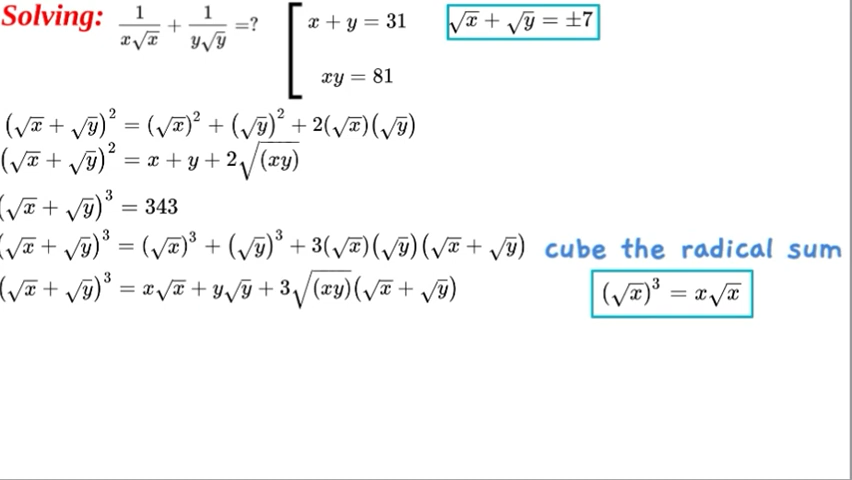 Solving: 1/(x√x) + 1/(y√y) =? [ x + y = 31 √x + √y = ±7
xy = 81
(√x + √y)² = (√x)² + (√y)² + 2(√x)(√y)
(√x + √y)² = x + y + 2√(xy)
(√x + √y)³ = 343
(√x + √y)³ = (√x)³ + (√y)³ + 3(√x)(√y)(√x + √y) cube the radical sum
(√x + √y)³ = x√x + y√y + 3√(xy)(√x + √y) (√x)³ = x√x